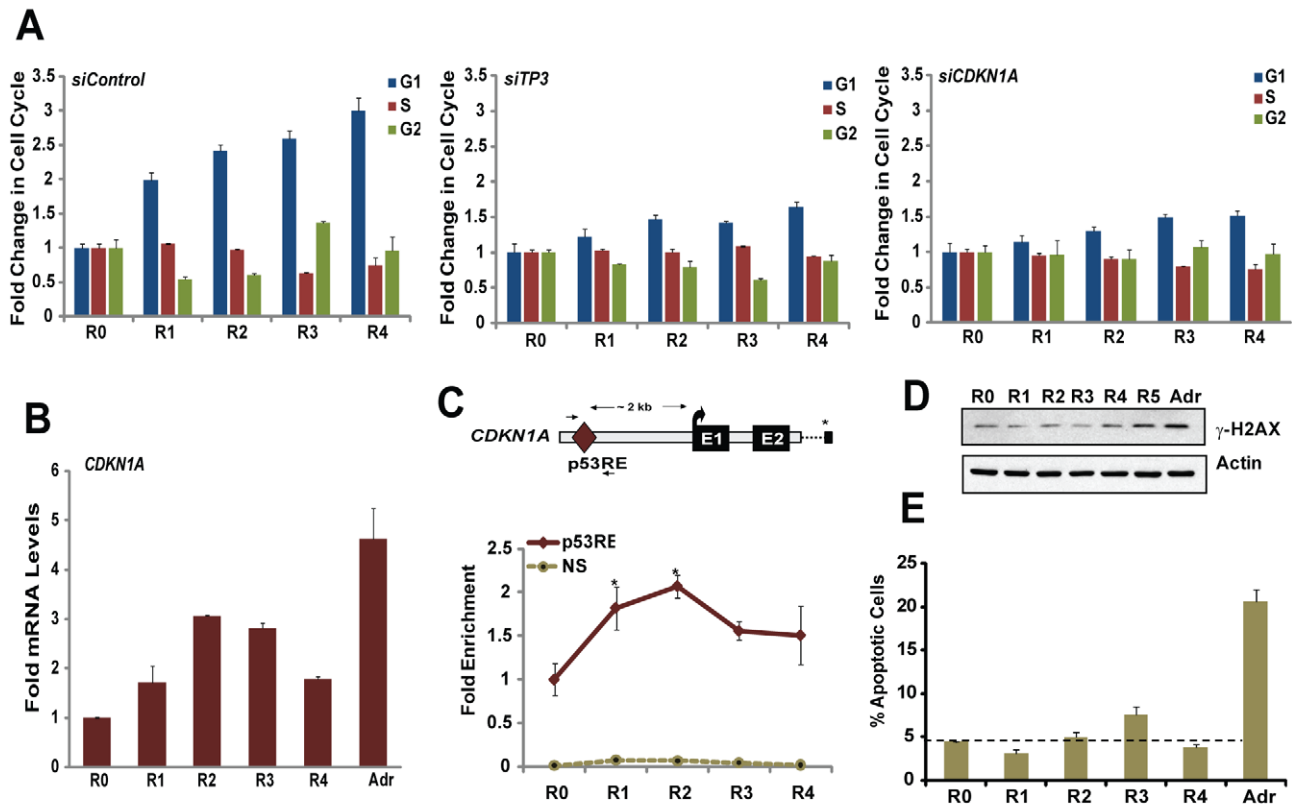 A
siControl
G1
S
G2
Fold Change in Cell Cycle
3.5
3
2.5
2
1.5
1
0.5
0
R0 R1 R2 R3 R4
siTP3
G1
S
G2
Fold Change in Cell Cycle
3.5
3
2.5
2
1.5
1
0.5
0
R0 R1 R2 R3 R4
siCDKN1A
G1
S
G2
Fold Change in Cell Cycle
3.5
3
2.5
2
1.5
1
0.5
0
R0 R1 R2 R3 R4
B
CDKN1A
Fold mRNA Levels
6
5
4
3
2
1
0
R0 R1 R2 R3 R4 Adr
C
~ 2 kb
*
CDKN1A
E1
E2
p53RE
p53RE
NS
* *
Fold Enrichment
2.5
2
1.5
1
0.5
0
R0 R1 R2 R3 R4
D
R0 R1 R2 R3 R4 R5 Adr
γ-H2AX
Actin
E
% Apoptotic Cells
25
20
15
10
5
0
R0 R1 R2 R3 R4 Adr